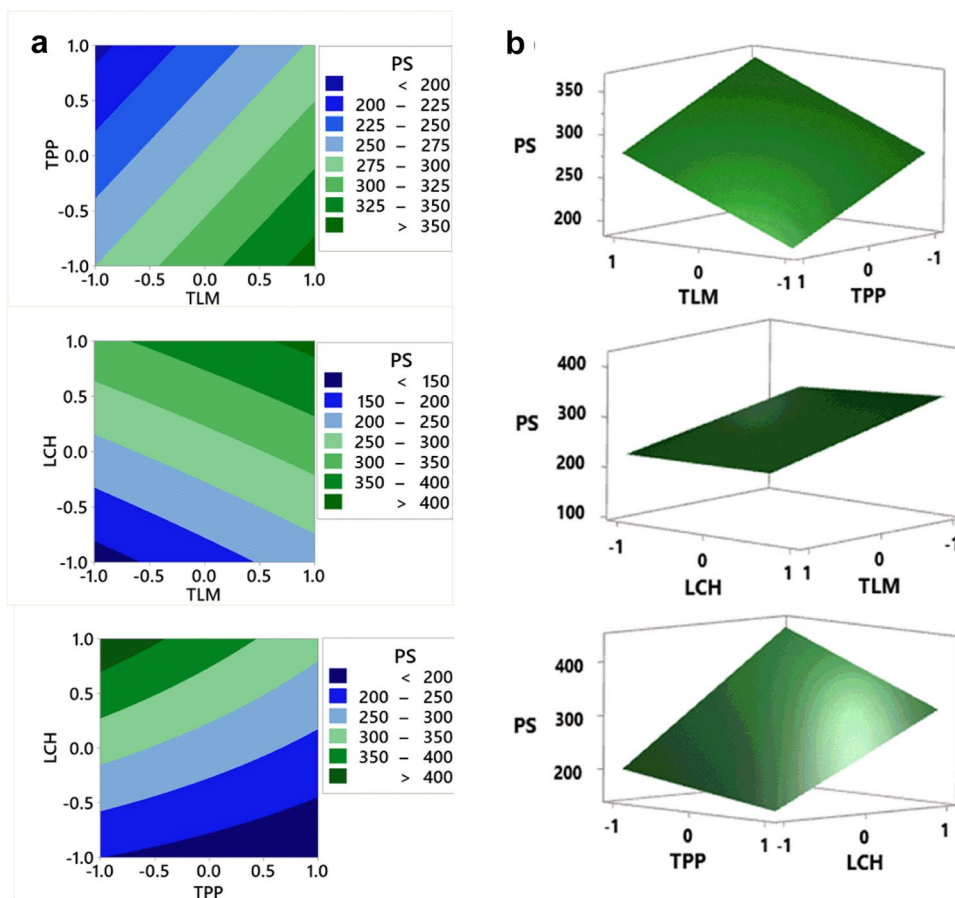 a
1.0
0.5
0.0
-0.5
-1.0
TPP
-1.0 -0.5 0.0 0.5 1.0
TLM
PS
< 200
200 – 225
225 – 250
250 – 275
275 – 300
300 – 325
325 – 350
> 350
1.0
0.5
0.0
-0.5
-1.0
LCH
-1.0 -0.5 0.0 0.5 1.0
TLM
PS
< 150
150 – 200
200 – 250
250 – 300
300 – 350
350 – 400
> 400
1.0
0.5
0.0
-0.5
-1.0
LCH
-1.0 -0.5 0.0 0.5 1.0
TPP
PS
< 200
200 – 250
250 – 300
300 – 350
350 – 400
> 400
b
350
300
250
200
PS
1 0 -1 1 0 -1
TLM TPP
400
300
200
100
PS
-1 0 1 1 0 -1
LCH TLM
400
300
200
PS
-1 0 1 -1 0 1
TPP LCH